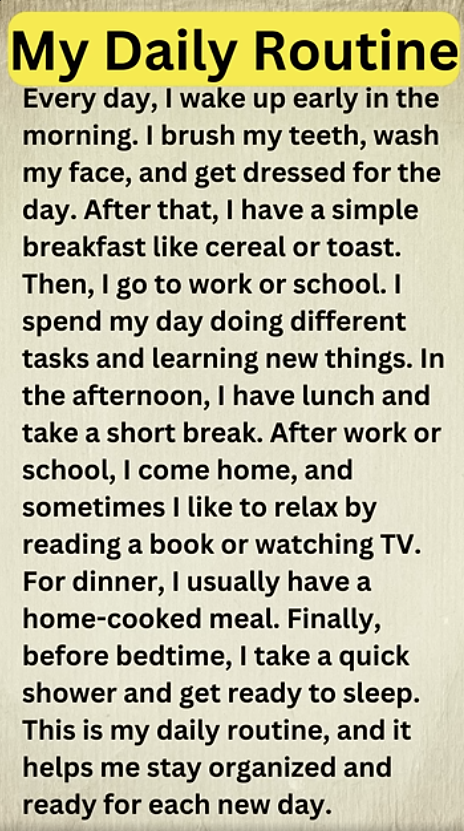 My Daily Routine
Every day, I wake up early in the
morning. I brush my teeth, wash
my face, and get dressed for the
day. After that, I have a simple
breakfast like cereal or toast.
Then, I go to work or school. I
spend my day doing different
tasks and learning new things. In
the afternoon, I have lunch and
take a short break. After work or
school, I come home, and
sometimes I like to relax by
reading a book or watching TV.
For dinner, I usually have a
home-cooked meal. Finally,
before bedtime, I take a quick
shower and get ready to sleep.
This is my daily routine, and it
helps me stay organized and
ready for each new day.